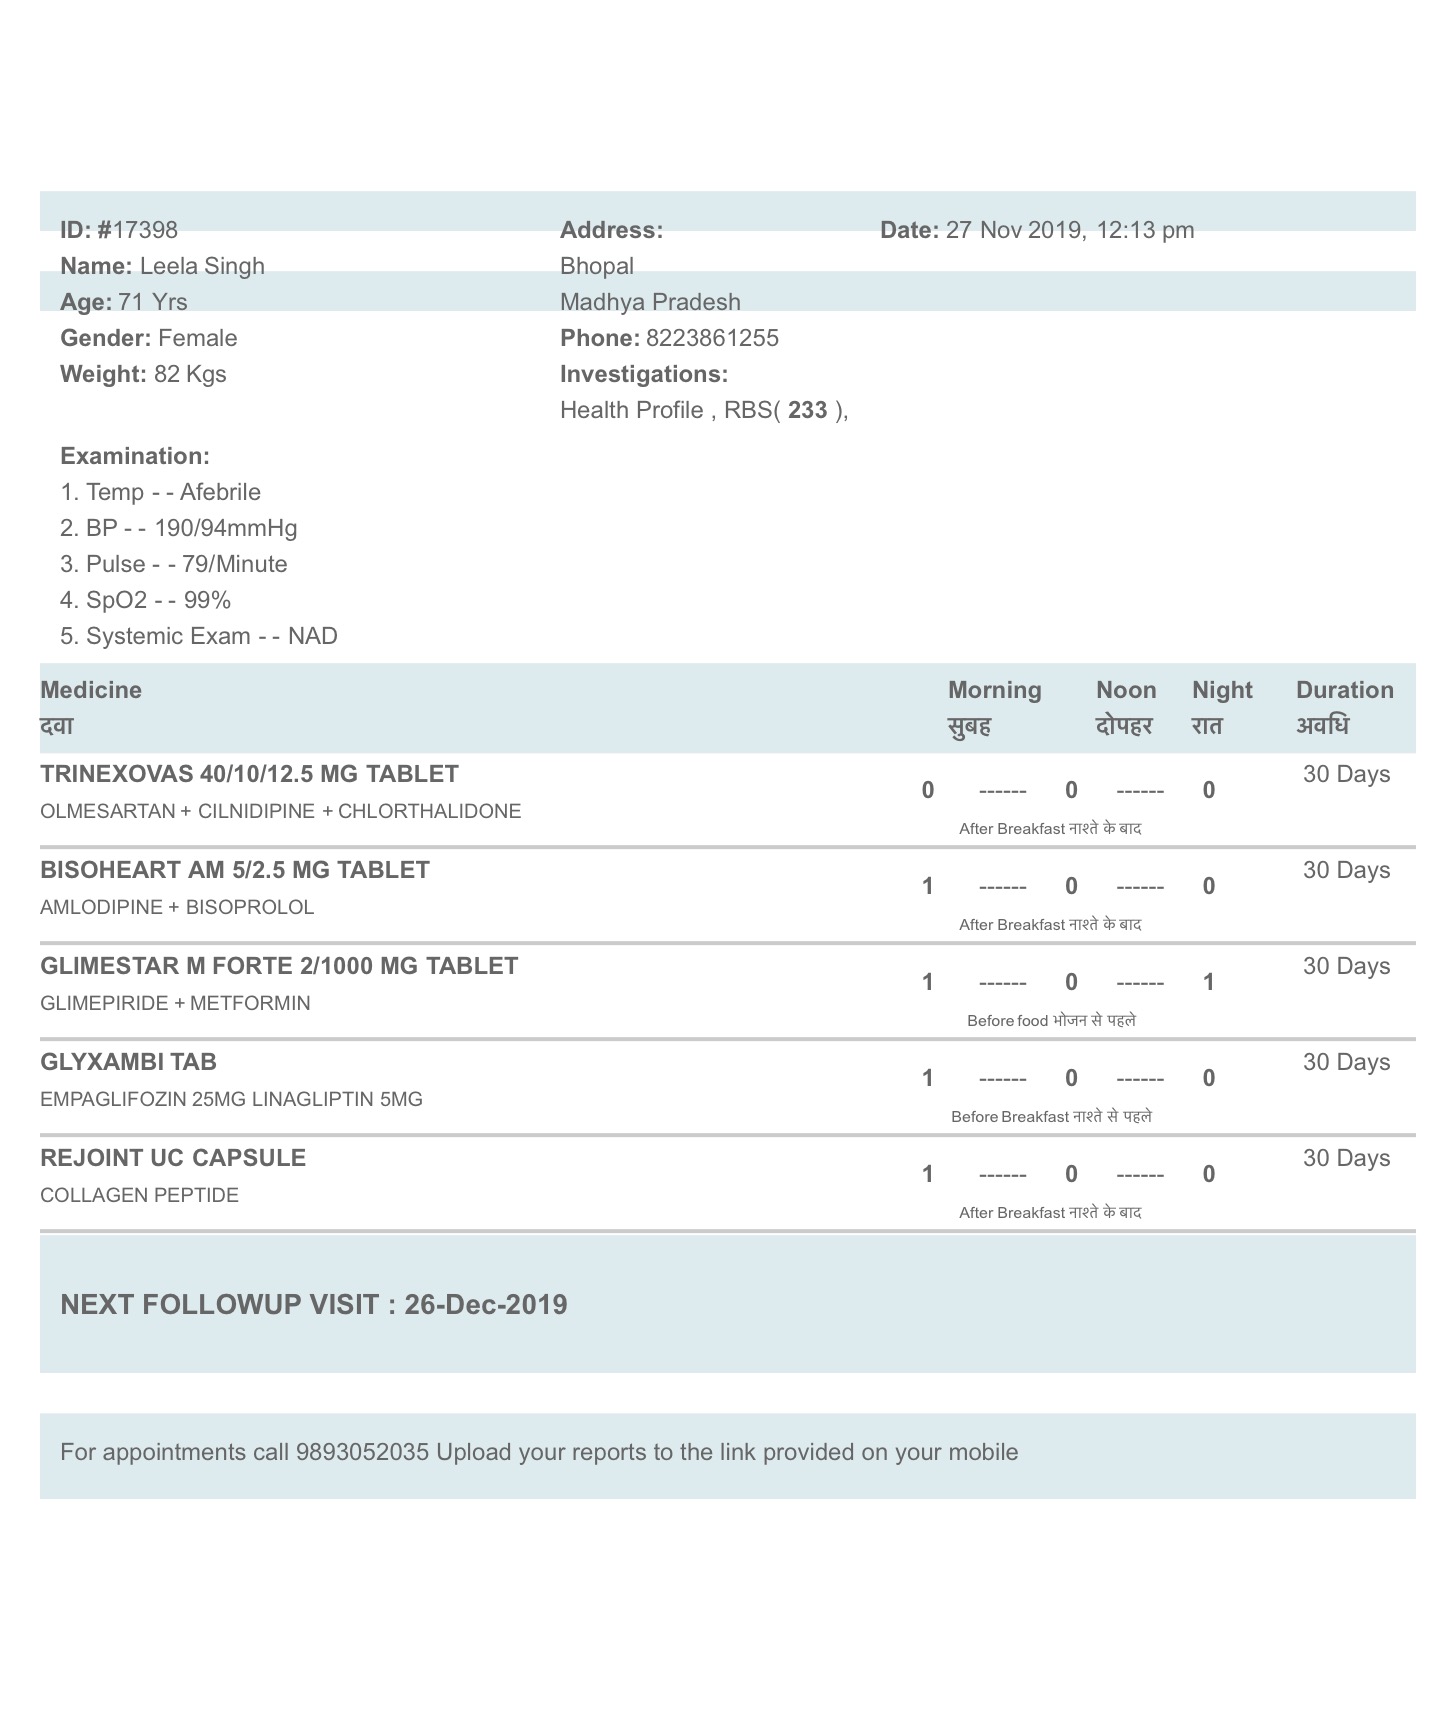 ID: #17398
Name: Leela Singh
Age: 71 Yrs
Gender: Female
Weight: 82 Kgs
Address:
Bhopal
Madhya Pradesh
Phone: 8223861255
Investigations:
Health Profile , RBS( 233 ),
Date: 27 Nov 2019, 12:13 pm
Examination:
1. Temp - - Afebrile
2. BP - - 190/94mmHg
3. Pulse - - 79/Minute
4. SpO2 - - 99%
5. Systemic Exam - - NAD
Medicine Morning Noon Night Duration
दवा सुबह दोपहर रात अवधि
TRINEXOVAS 40/10/12.5 MG TABLET 30 Days
0 ------ 0 ------ 0
OLMESARTAN + CILNIDIPINE + CHLORTHALIDONE
After Breakfast नाश्ते के बाद
BISOHEART AM 5/2.5 MG TABLET 30 Days
1 ------ 0 ------ 0
AMLODIPINE + BISOPROLOL
After Breakfast नाश्ते के बाद
GLIMESTAR M FORTE 2/1000 MG TABLET 30 Days
1 ------ 0 ------ 1
GLIMEPIRIDE + METFORMIN
Before food भोजन से पहले
GLYXAMBI TAB 30 Days
1 ------ 0 ------ 0
EMPAGLIFOZIN 25MG LINAGLIPTIN 5MG
Before Breakfast नाश्ते से पहले
REJOINT UC CAPSULE 30 Days
1 ------ 0 ------ 0
COLLAGEN PEPTIDE
After Breakfast नाश्ते के बाद
NEXT FOLLOWUP VISIT : 26-Dec-2019
For appointments call 9893052035 Upload your reports to the link provided on your mobile